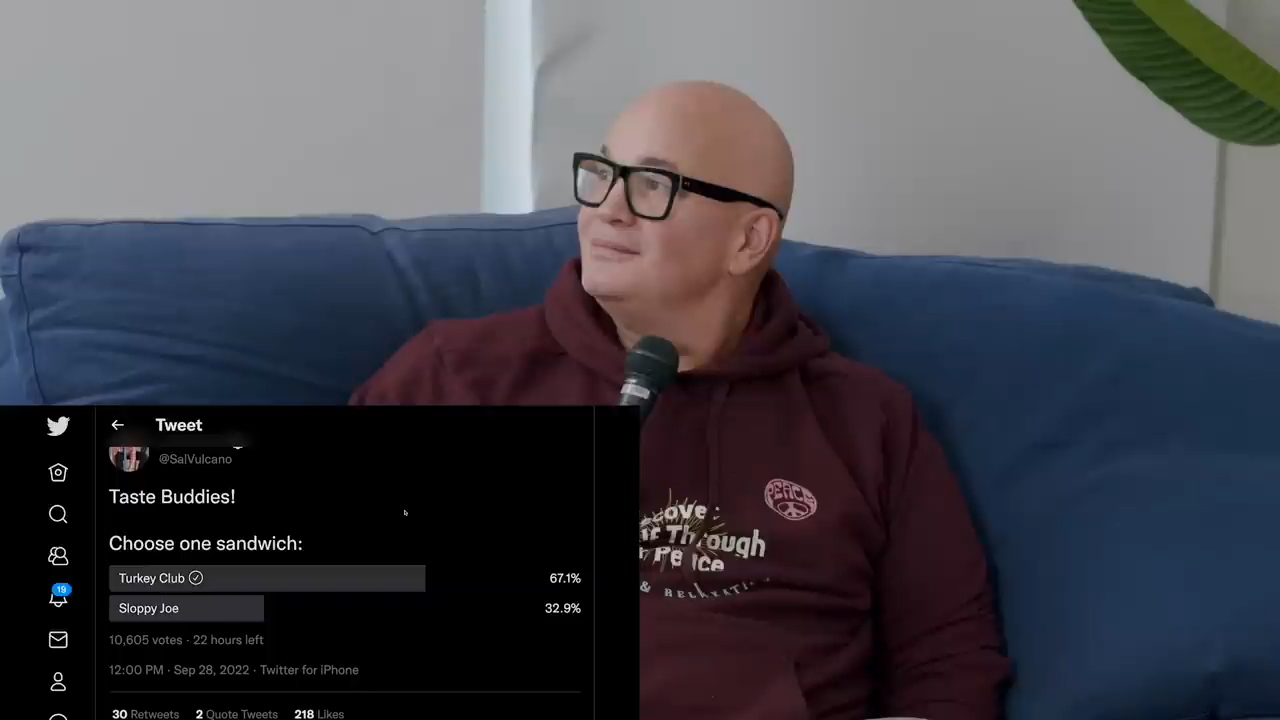 Tweet
@SalVulcano
Taste Buddies!
Choose one sandwich:
Turkey Club 67.1%
Sloppy Joe 32.9%
19
10,605 votes · 22 hours left
12:00 PM · Sep 28, 2022 · Twitter for iPhone
30 Retweets 2 Quote Tweets 218 Likes
PEACE
Through
& RELAXATI